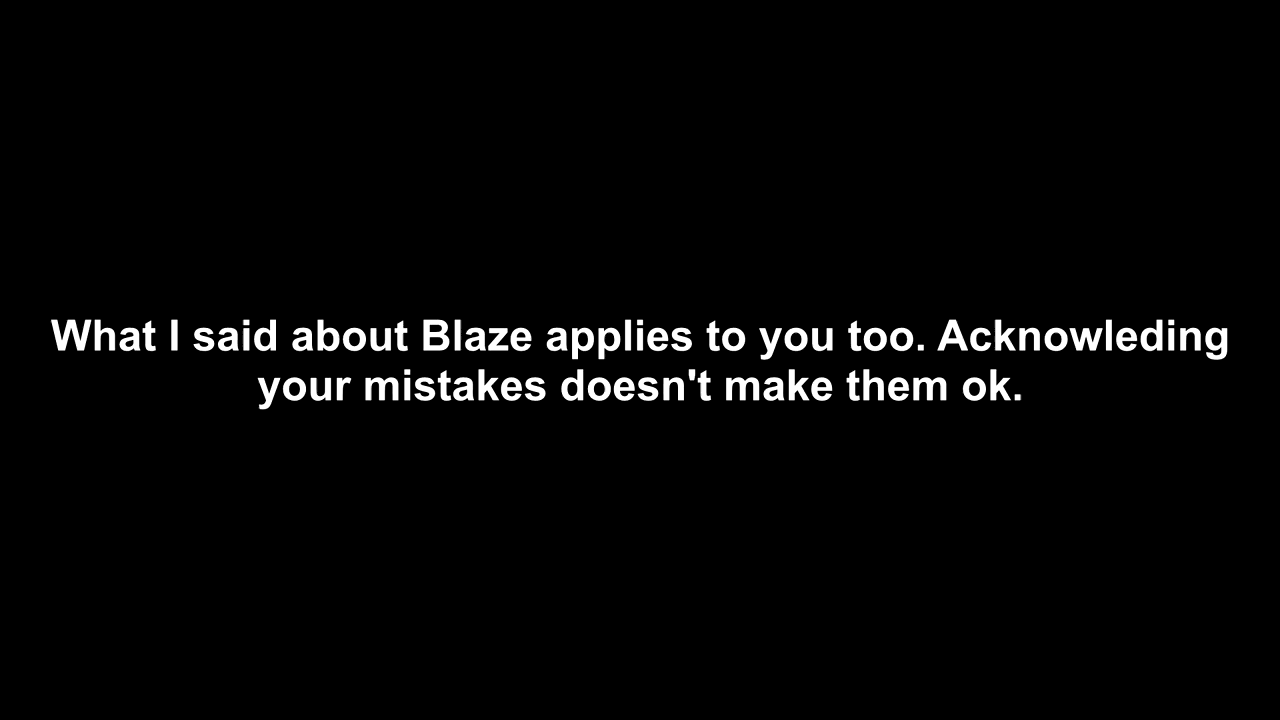 What I said about Blaze applies to you too. Acknowleding
your mistakes doesn't make them ok.